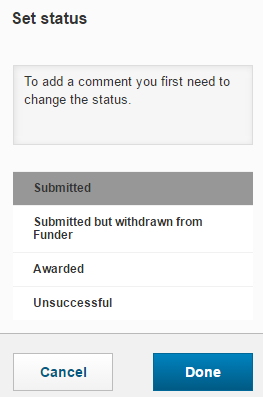 Set status
To add a comment you first need to
change the status.
Submitted
Submitted but withdrawn from
Funder
Awarded
Unsuccessful
Cancel
Done